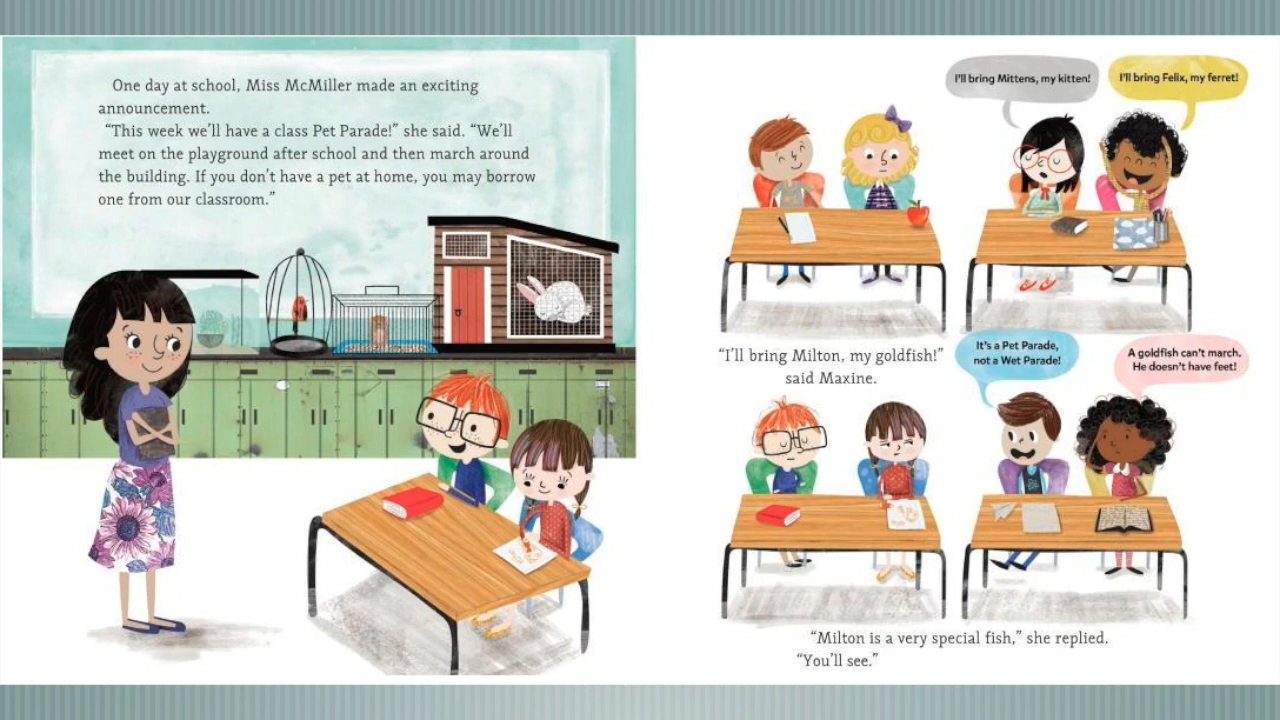 One day at school, Miss McMiller made an exciting
announcement.
“This week we’ll have a class Pet Parade!” she said. “We’ll
meet on the playground after school and then march around
the building. If you don’t have a pet at home, you may borrow
one from our classroom.”
I’ll bring Mittens, my kitten!
I’ll bring Felix, my ferret!
“I’ll bring Milton, my goldfish!”
said Maxine.
It’s a Pet Parade,
not a Wet Parade!
A goldfish can’t march.
He doesn’t have feet!
“Milton is a very special fish,” she replied.
“You’ll see.”